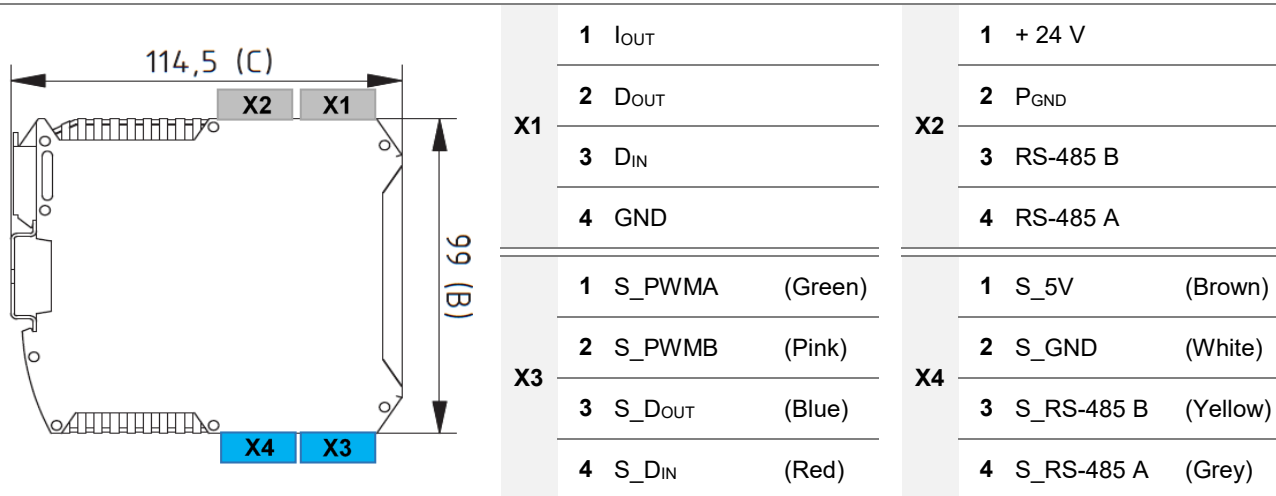 114,5 (C)
X2 X1
99 (B)
X4 X3
X1
1 IOUT
2 DOUT
3 DIN
4 GND
X2
1 + 24 V
2 PGND
3 RS-485 B
4 RS-485 A
X3
1 S_PWMA (Green)
2 S_PWMB (Pink)
3 S_DOUT (Blue)
4 S_DIN (Red)
X4
1 S_5V (Brown)
2 S_GND (White)
3 S_RS-485 B (Yellow)
4 S_RS-485 A (Grey)